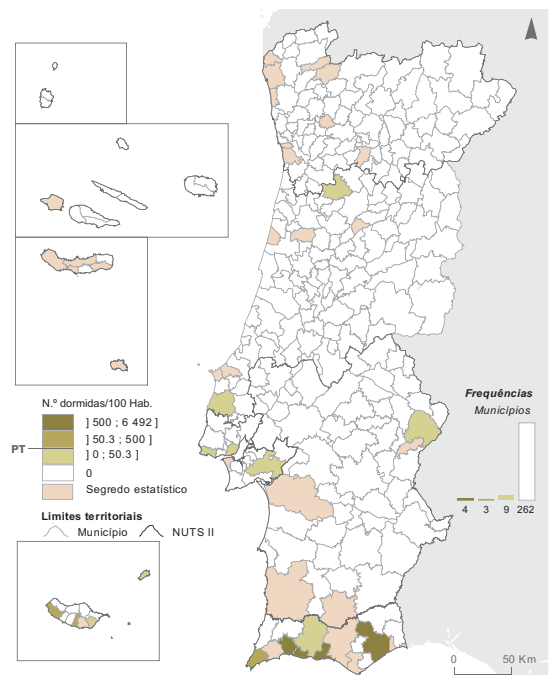 N.º dormidas/100 Hab.
] 500 ; 6 492 ]
] 50.3 ; 500 ]
PT
] 0 ; 50.3 ]
0
Segredo estatístico
Limites territoriais
Município NUTS II
Frequências
Municípios
4 3 9 262
0 50 Km